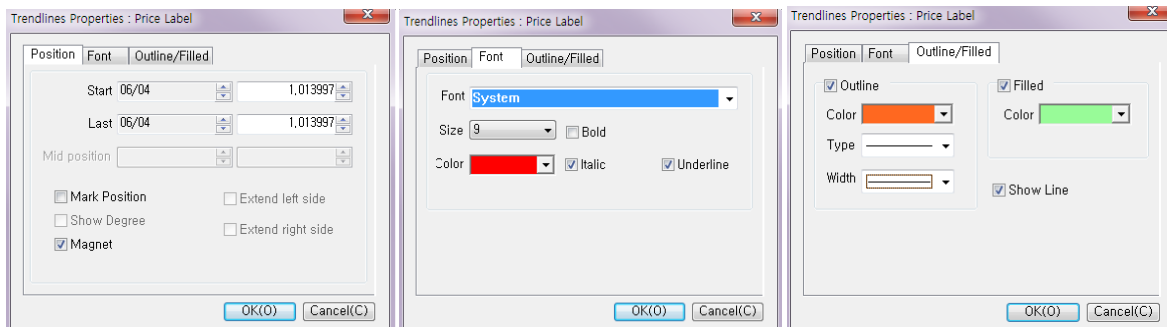 Trendlines Properties : Price Label
Position Font Outline/Filled
Start 06/04 1,013997
Last 06/04 1,013997
Mid position
Mark Position Extend left side
Show Degree Extend right side
Magnet
OK(O) Cancel(C)
Trendlines Properties : Price Label
Position Font Outline/Filled
Font System
Size 9 Bold
Color Italic Underline
OK(O) Cancel(C)
Trendlines Properties : Price Label
Position Font Outline/Filled
Outline Filled
Color Color
Type
Width Show Line
OK(O) Cancel(C)